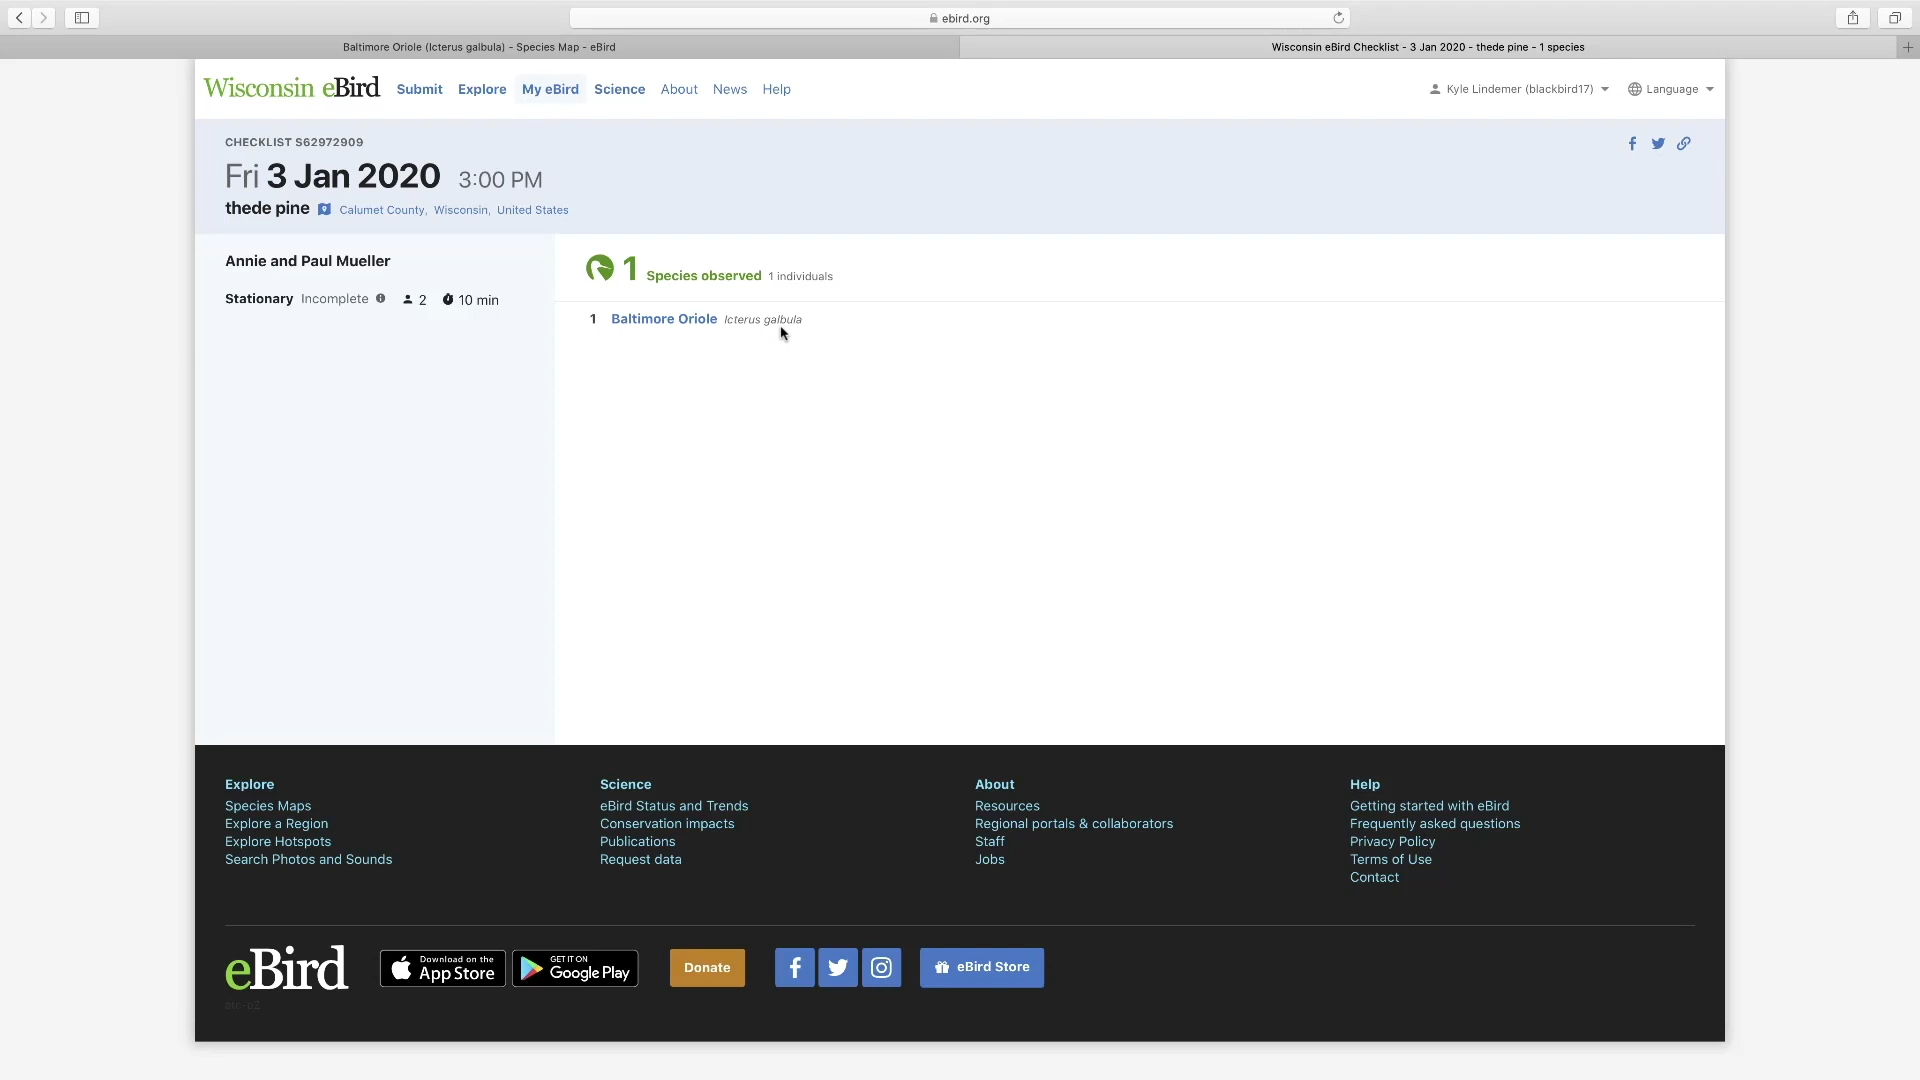 ebird.org
Baltimore Oriole (Icterus galbula) - Species Map - eBird
Wisconsin eBird Checklist - 3 Jan 2020 - thede pine - 1 species
Wisconsin eBird Submit Explore My eBird Science About News Help Kyle Lindemer (blackbird17) Language
CHECKLIST S62972909
Fri 3 Jan 2020 3:00 PM
thede pine Calumet County, Wisconsin, United States
Annie and Paul Mueller
Stationary Incomplete 2 10 min
1 Species observed 1 individuals
1 Baltimore Oriole Icterus galbula
Explore
Species Maps
Explore a Region
Explore Hotspots
Search Photos and Sounds
Science
eBird Status and Trends
Conservation impacts
Publications
Request data
About
Resources
Regional portals & collaborators
Staff
Jobs
Help
Getting started with eBird
Frequently asked questions
Privacy Policy
Terms of Use
Contact
eBird
Download on the
App Store
GET IT ON
Google Play
Donate
eBird Store